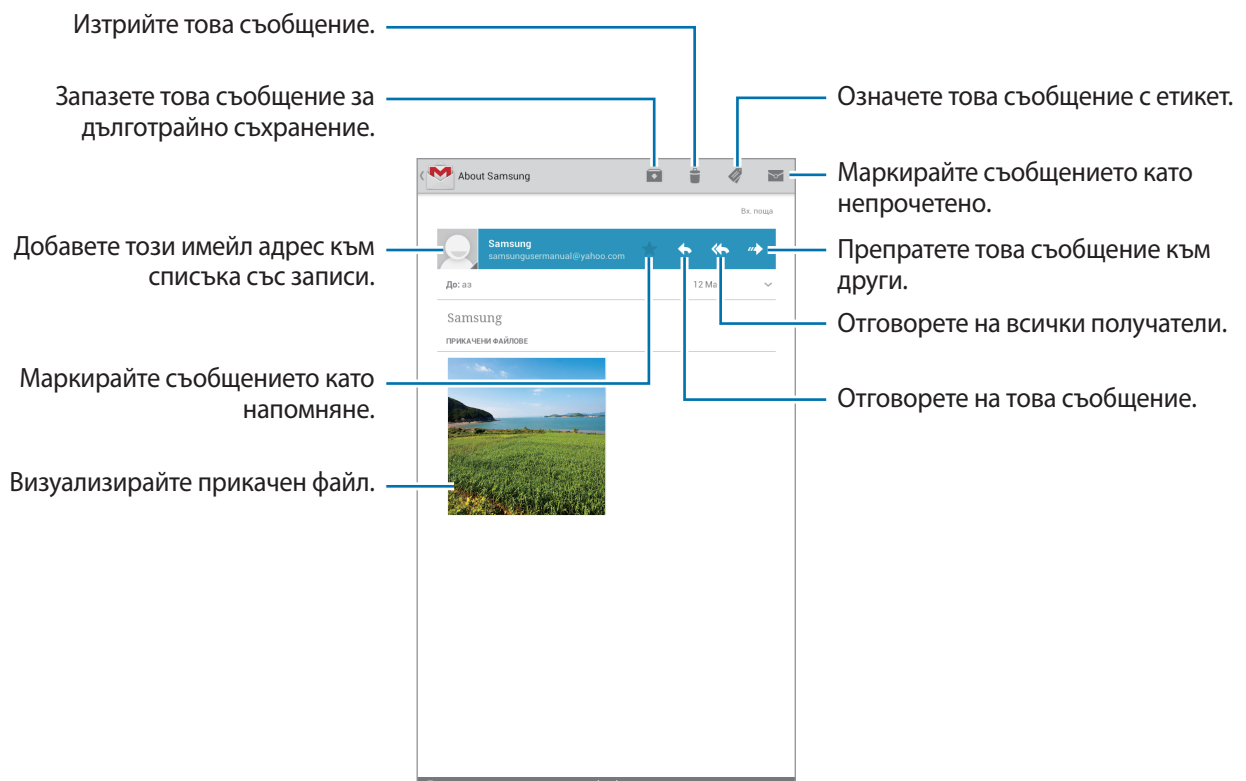 Изтрийте това съобщение.
Запазете това съобщение за
дълготрайно съхранение.
Добавете този имейл адрес към
списъка със записи.
Маркирайте съобщението като
напомняне.
Визуализирайте прикачен файл.
About Samsung
Вх. поща
Samsung
samsungusermanual@yahoo.com
До: аз
12 Ма
Samsung
ПРИКАЧЕНИ ФАЙЛОВЕ
Означете това съобщение с етикет.
Маркирайте съобщението като
непрочетено.
Препратете това съобщение към
други.
Отговорете на всички получатели.
Отговорете на това съобщение.